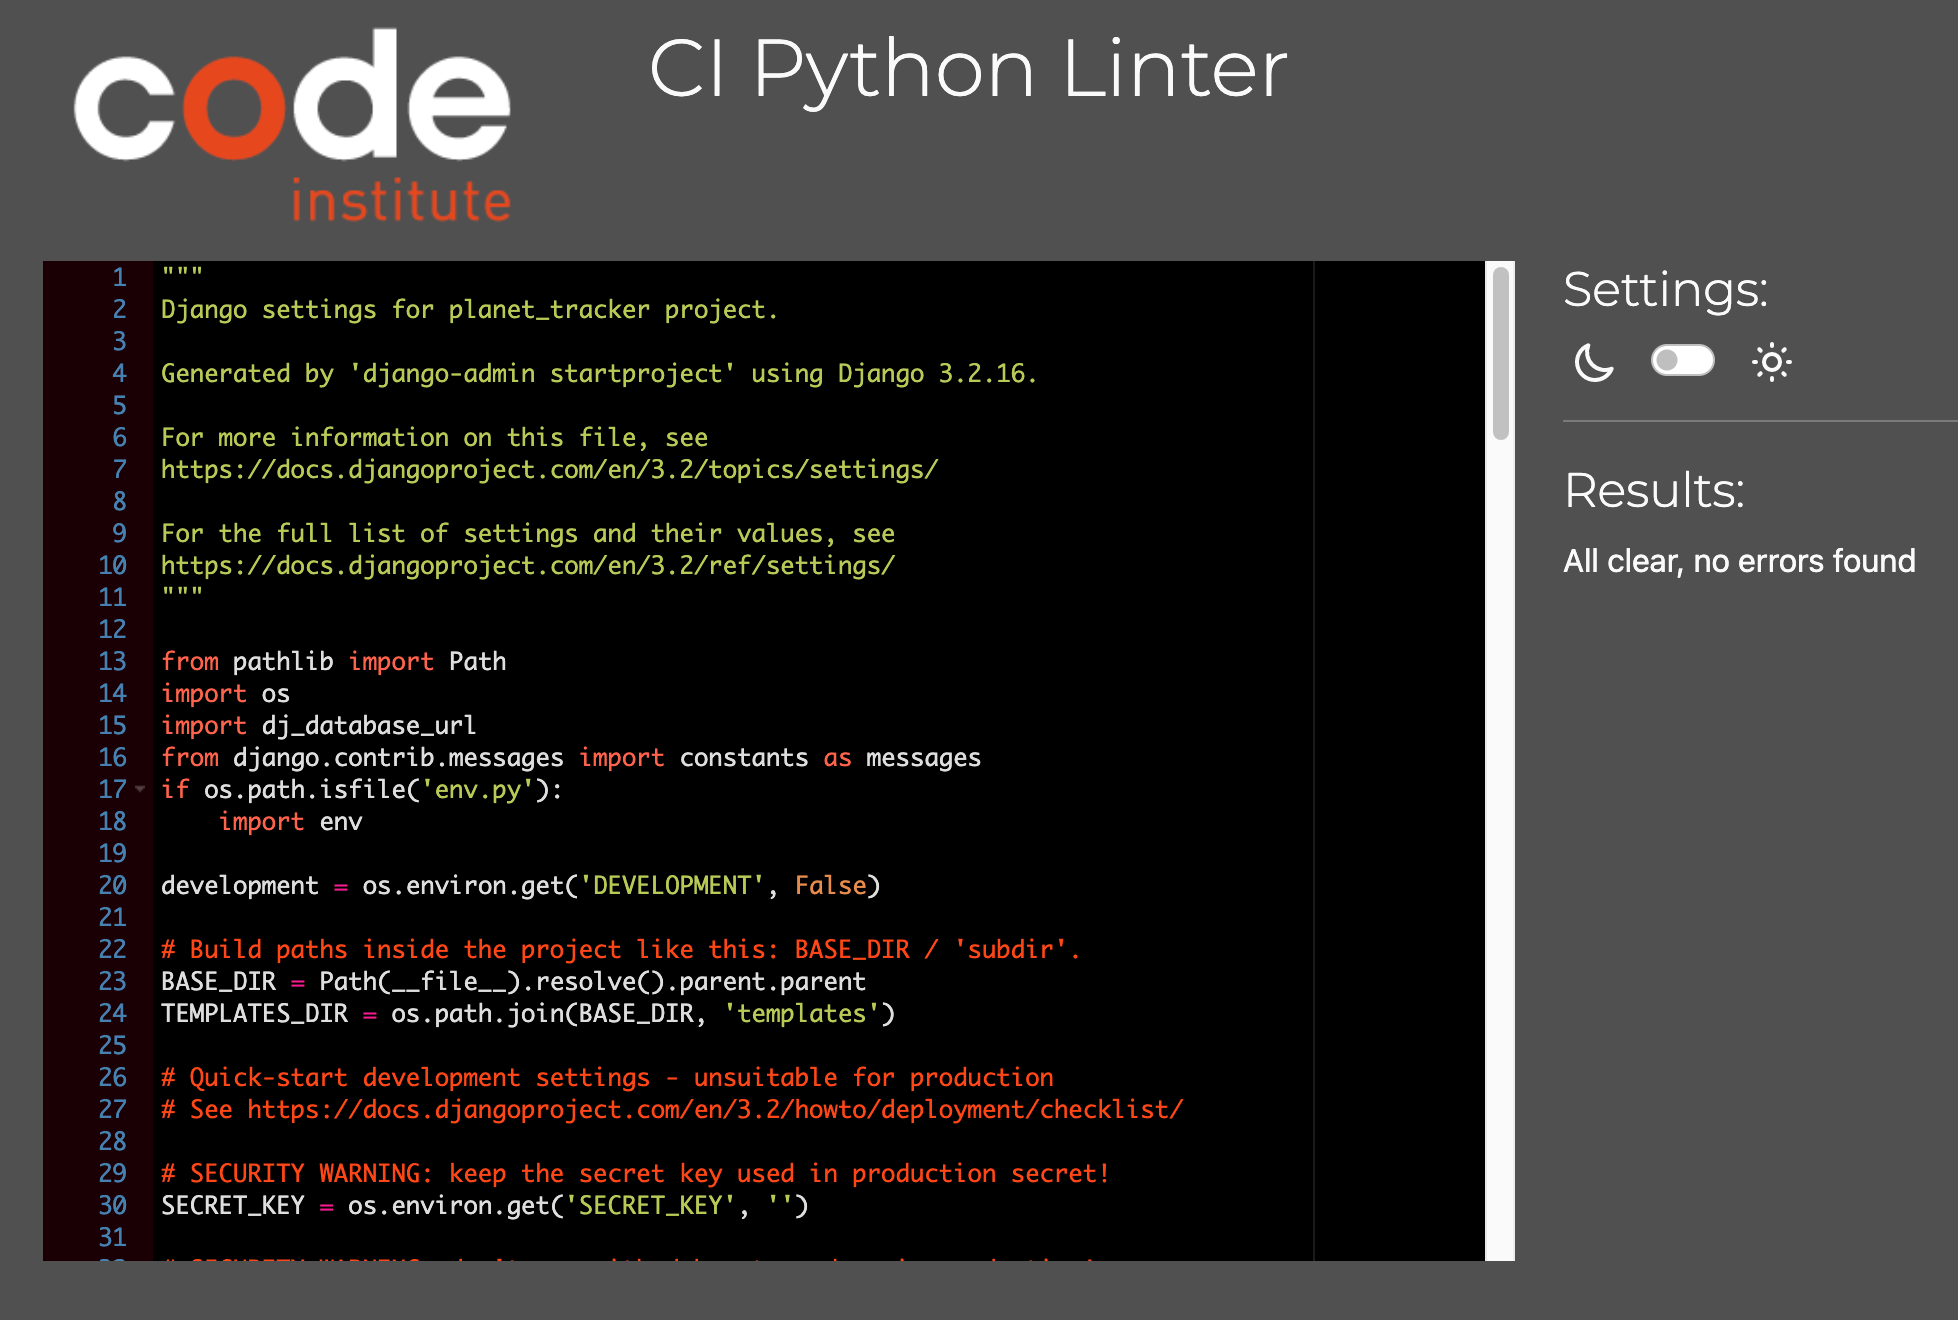 code
institute
CI Python Linter
1 """
2 Django settings for planet_tracker project.
3
4 Generated by 'django-admin startproject' using Django 3.2.16.
5
6 For more information on this file, see
7 https://docs.djangoproject.com/en/3.2/topics/settings/
8
9 For the full list of settings and their values, see
10 https://docs.djangoproject.com/en/3.2/ref/settings/
11 """
12
13 from pathlib import Path
14 import os
15 import dj_database_url
16 from django.contrib.messages import constants as messages
17 if os.path.isfile('env.py'):
18     import env
19
20 development = os.environ.get('DEVELOPMENT', False)
21
22 # Build paths inside the project like this: BASE_DIR / 'subdir'.
23 BASE_DIR = Path(__file__).resolve().parent.parent
24 TEMPLATES_DIR = os.path.join(BASE_DIR, 'templates')
25
26 # Quick-start development settings - unsuitable for production
27 # See https://docs.djangoproject.com/en/3.2/howto/deployment/checklist/
28
29 # SECURITY WARNING: keep the secret key used in production secret!
30 SECRET_KEY = os.environ.get('SECRET_KEY', '')
31
Settings:
Results:
All clear, no errors found